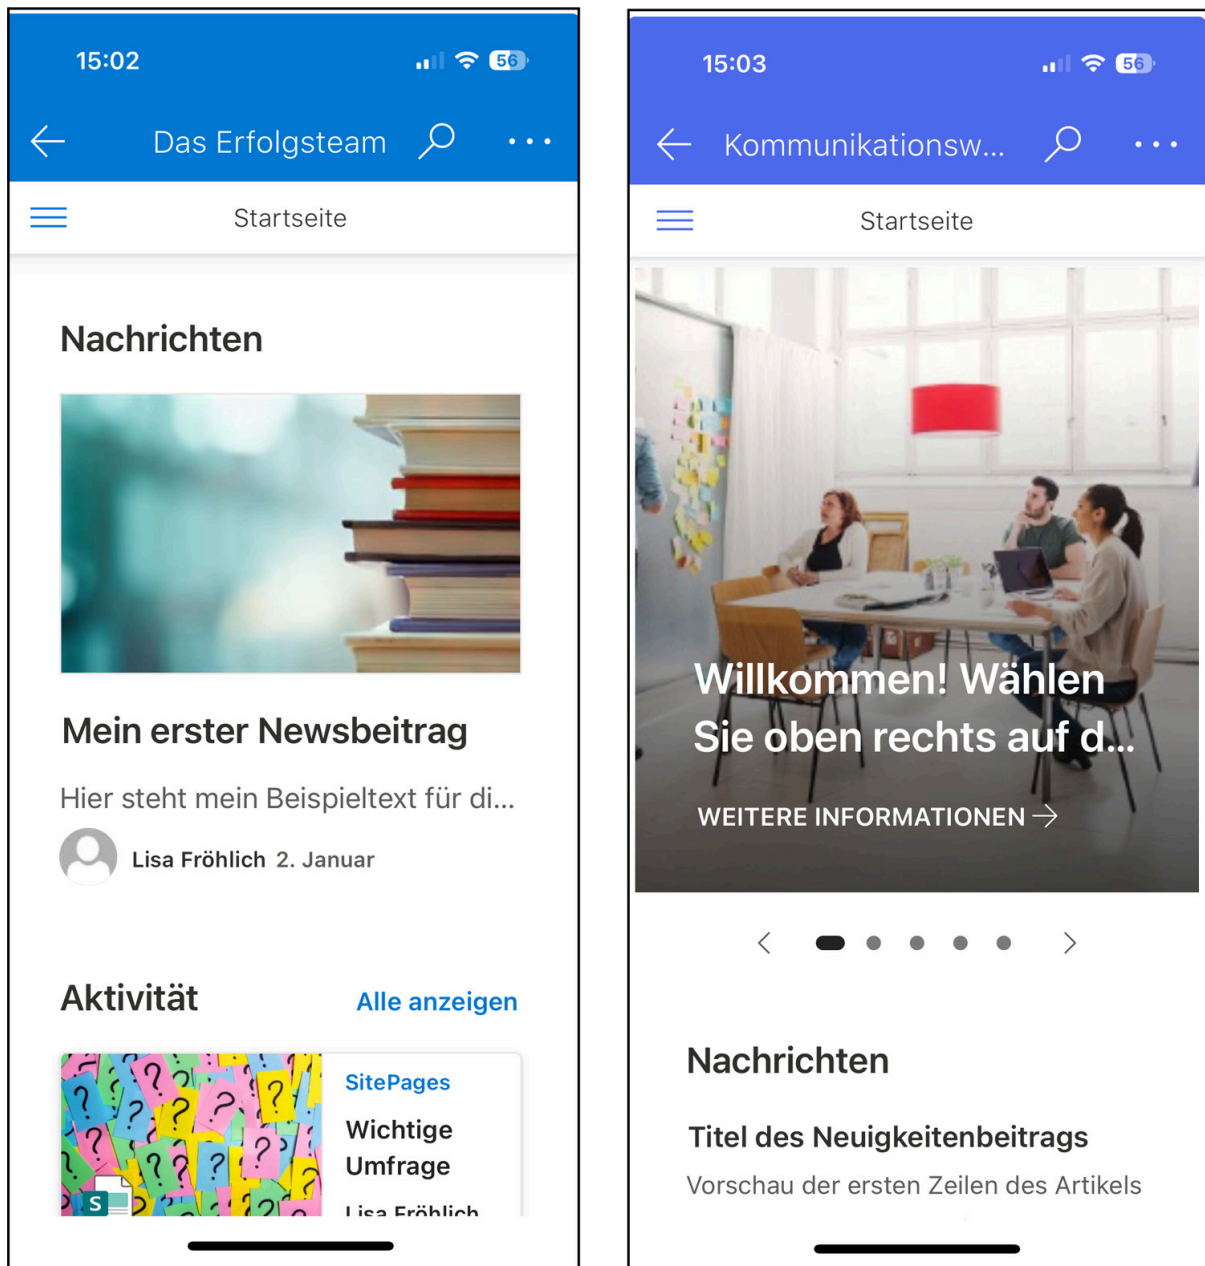 15:02
56
Das Erfolgsteam
Startseite
Nachrichten
Mein erster Newsbeitrag
Hier steht mein Beispieltext für di...
Lisa Fröhlich 2. Januar
Aktivität
Alle anzeigen
SitePages
Wichtige
Umfrage
S
Lisa Fröhlich
15:03
56
Kommunikationsw...
Startseite
Willkommen! Wählen
Sie oben rechts auf d...
WEITERE INFORMATIONEN
Nachrichten
Titel des Neuigkeitenbeitrags
Vorschau der ersten Zeilen des Artikels